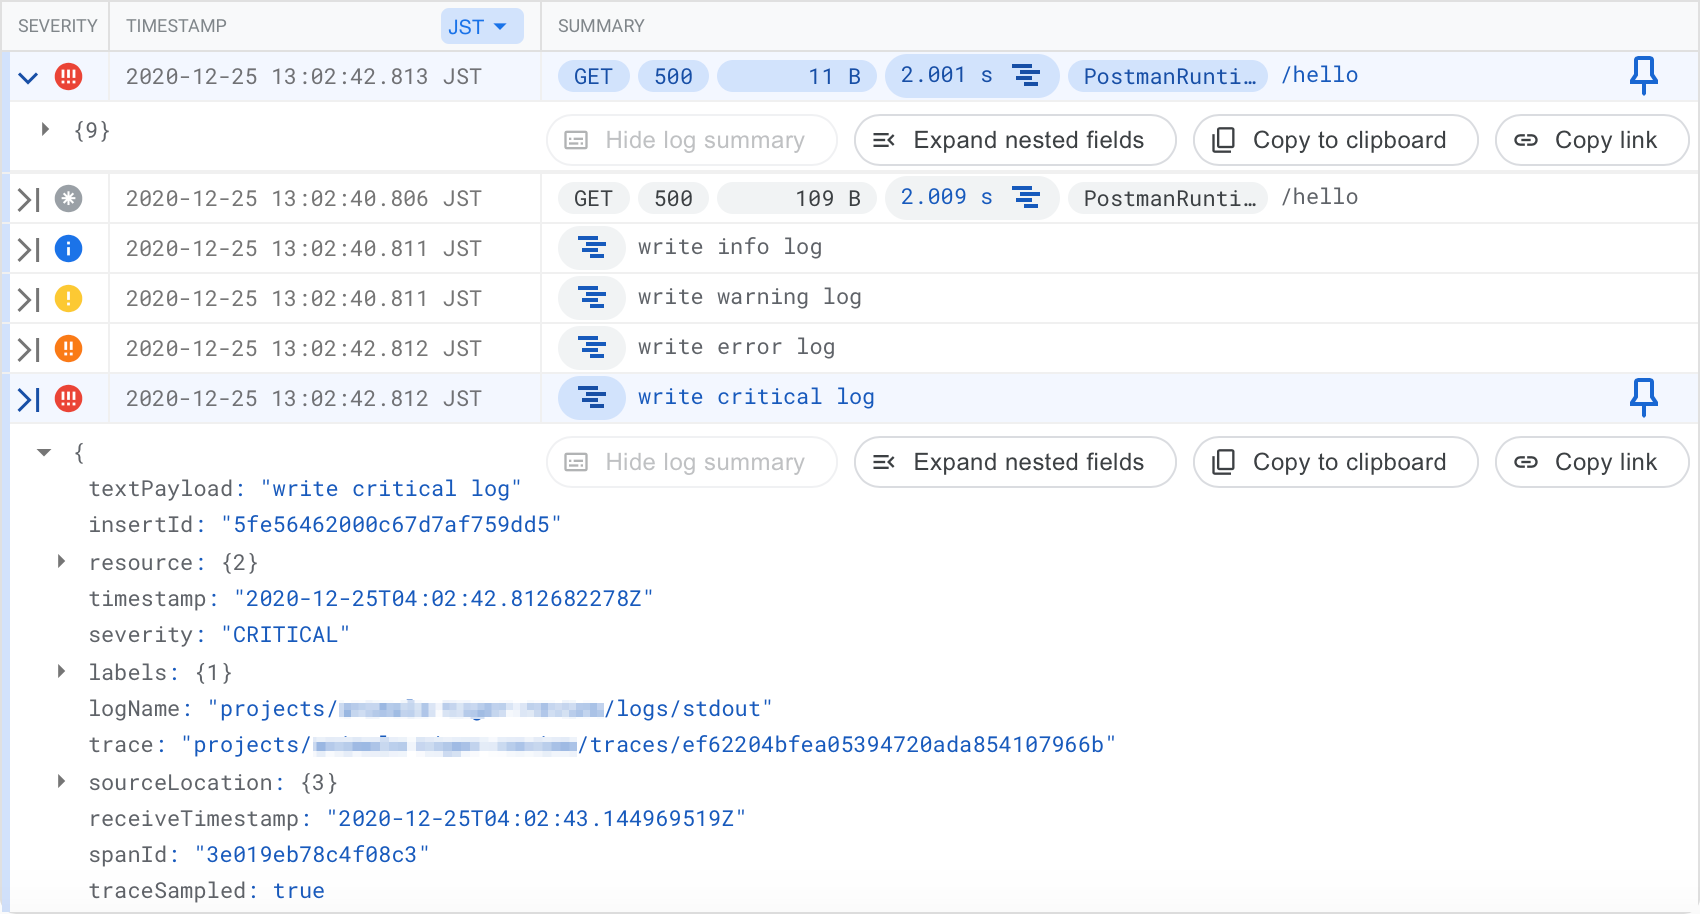 SEVERITY TIMESTAMP JST SUMMARY
2020-12-25 13:02:42.813 JST GET 500 11 B 2.001 s PostmanRunti… /hello
{9} Hide log summary Expand nested fields Copy to clipboard Copy link
2020-12-25 13:02:40.806 JST GET 500 109 B 2.009 s PostmanRunti… /hello
2020-12-25 13:02:40.811 JST write info log
2020-12-25 13:02:40.811 JST write warning log
2020-12-25 13:02:42.812 JST write error log
2020-12-25 13:02:42.812 JST write critical log
{ Hide log summary Expand nested fields Copy to clipboard Copy link
textPayload: "write critical log"
insertId: "5fe56462000c67d7af759dd5"
resource: {2}
timestamp: "2020-12-25T04:02:42.812682278Z"
severity: "CRITICAL"
labels: {1}
logName: "projects/ /logs/stdout"
trace: "projects/ /traces/ef62204bfea05394720ada854107966b"
sourceLocation: {3}
receiveTimestamp: "2020-12-25T04:02:43.144969519Z"
spanId: "3e019eb78c4f08c3"
traceSampled: true